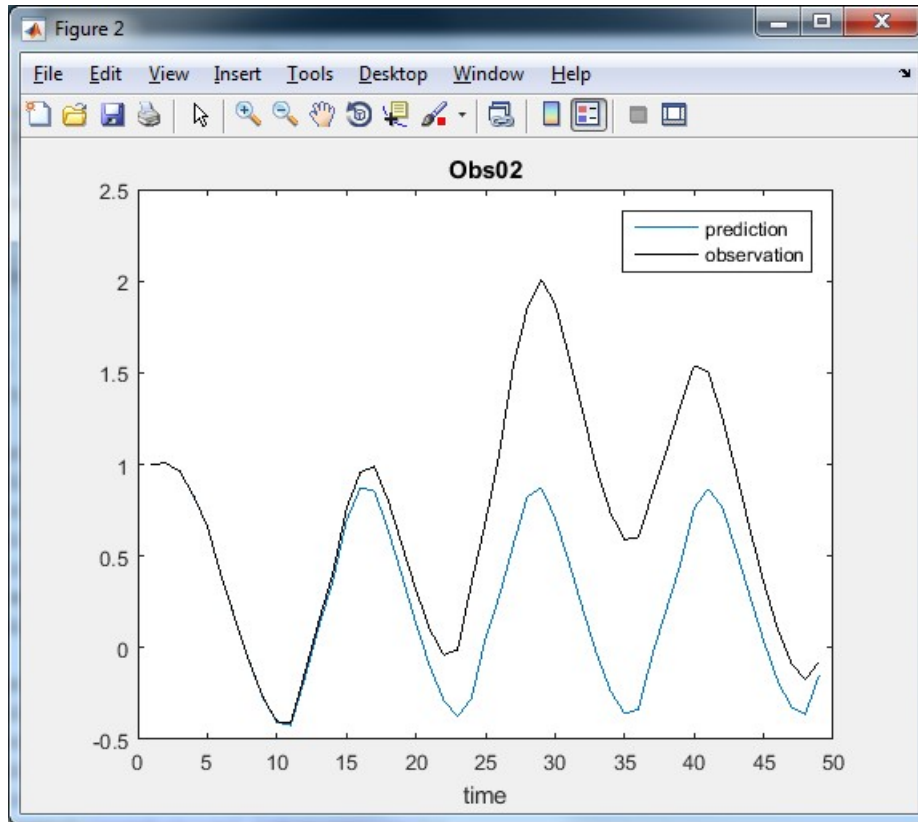 Figure 2
File Edit View Insert Tools Desktop Window Help
Obs02
2.5
prediction
observation
2
1.5
1
0.5
0
-0.5
0 5 10 15 20 25 30 35 40 45 50
time